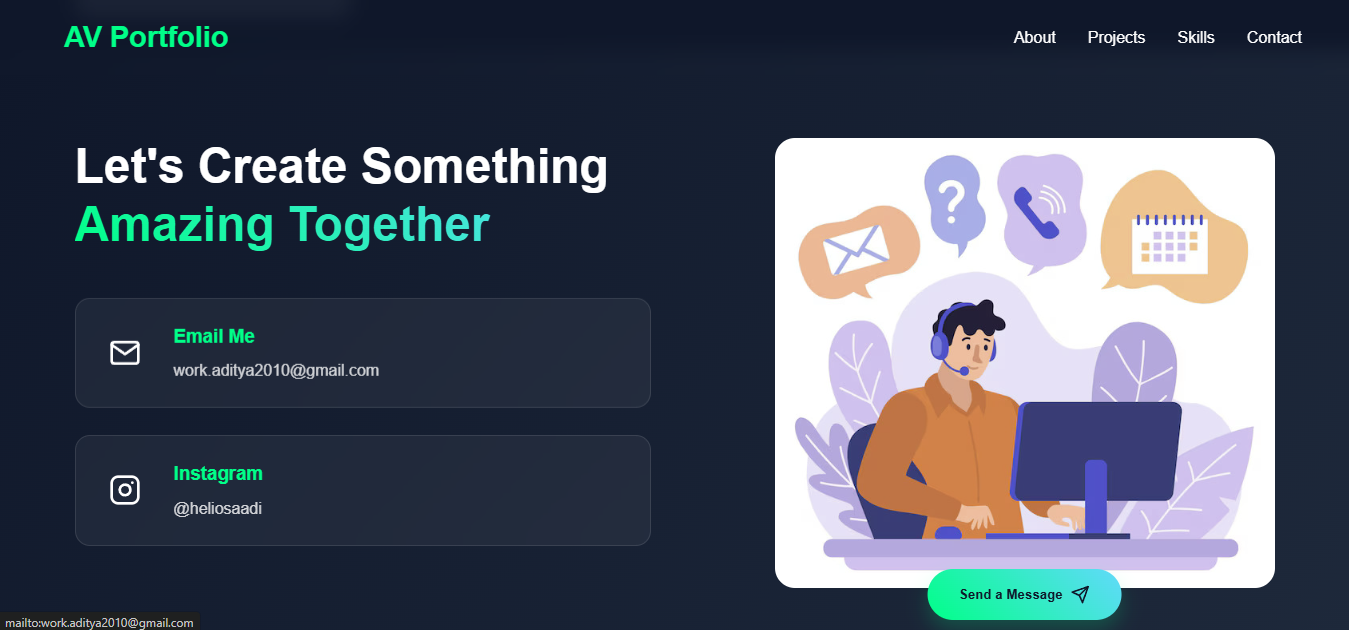 AV Portfolio
About Projects Skills Contact
Let's Create Something
Amazing Together
Email Me
work.aditya2010@gmail.com
Instagram
@heliosaadi
?
Send a Message
mailto:work.aditya2010@gmail.com